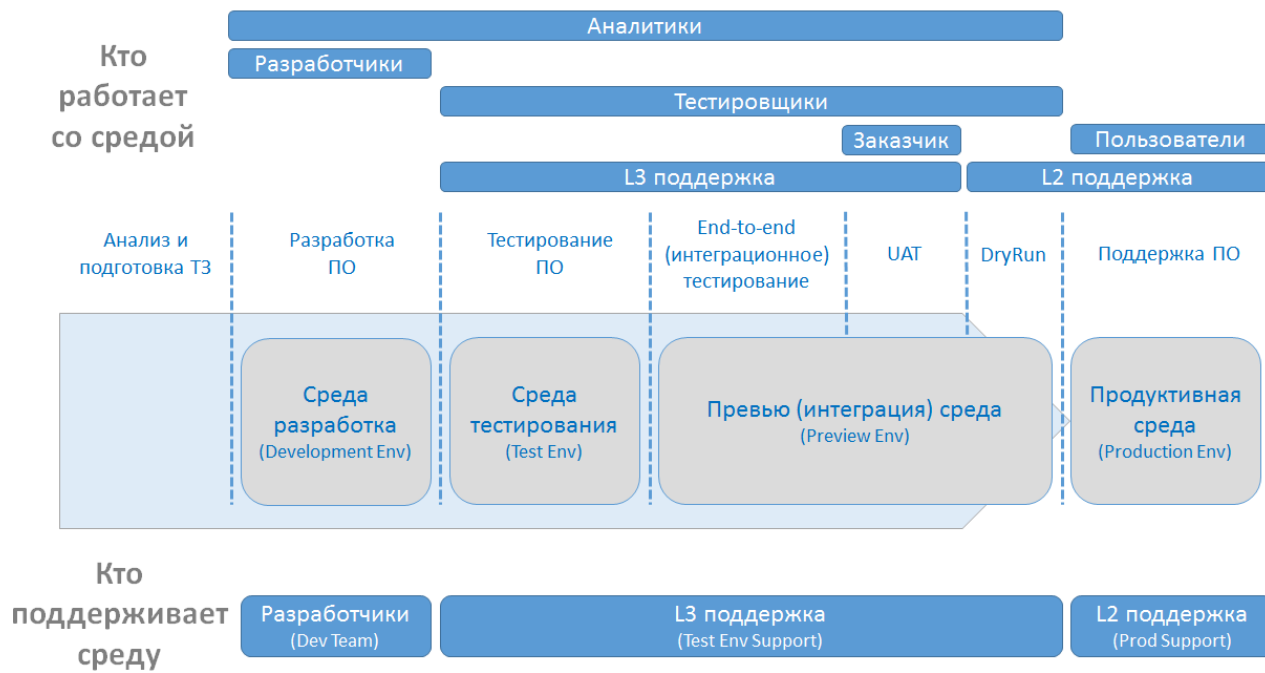 Аналитики
Кто
работает
со средой
Разработчики
Тестировщики
Заказчик
Пользователи
L3 поддержка
L2 поддержка
Анализ и
подготовка ТЗ
Разработка
ПО
Тестирование
ПО
End-to-end
(интеграционное)
тестирование
UAT
DryRun
Поддержка ПО
Среда
разработка
(Development Env)
Среда
тестирования
(Test Env)
Превью (интеграция) среда
(Preview Env)
Продуктивная
среда
(Production Env)
Кто
поддерживает
среду
Разработчики
(Dev Team)
L3 поддержка
(Test Env Support)
L2 поддержка
(Prod Support)